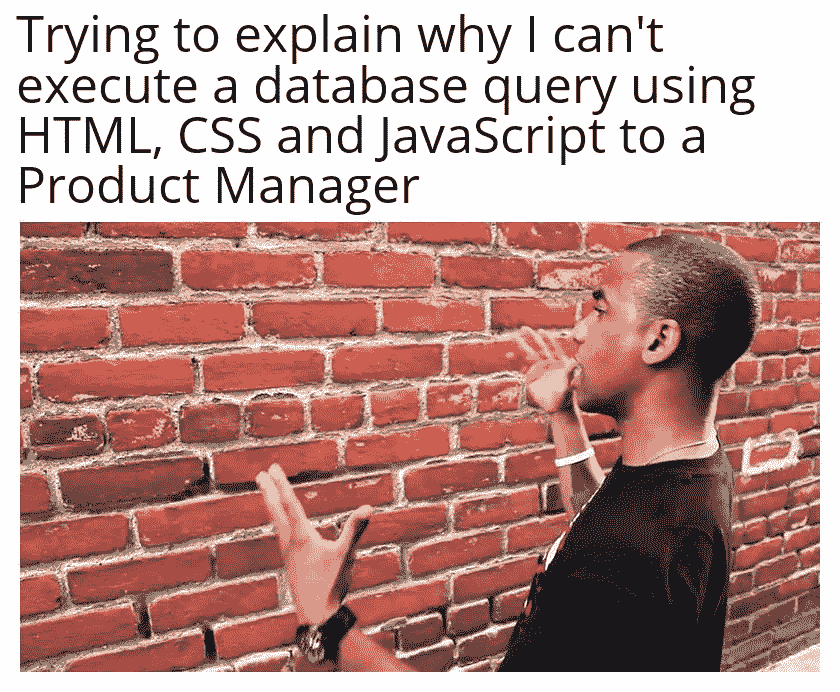 Trying to explain why I can't
execute a database query using
HTML, CSS and JavaScript to a
Product Manager